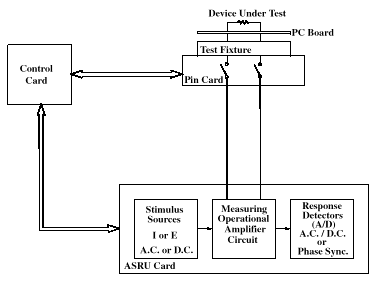 Device Under Test
PC Board
Test Fixture
Control
Card
Pin Card
Stimulus
Sources
I or E
A.C. or D.C.
Measuring
Operational
Amplifier
Circuit
Response
Detectors
(A/D)
A.C. / D.C.
or
Phase Sync.
ASRU Card